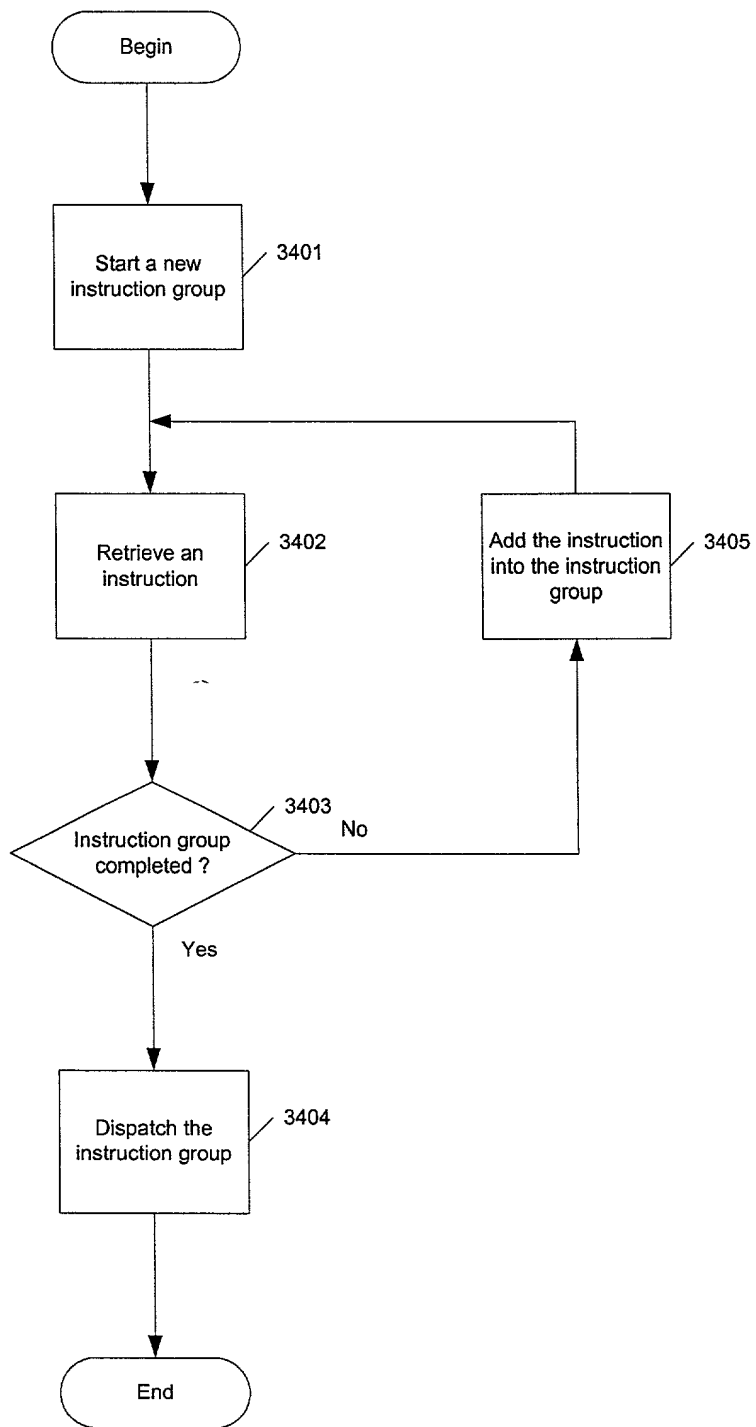 Begin
Start a new
instruction group
3401
Retrieve an
instruction
3402
Add the instruction
into the instruction
group
3405
Instruction group
completed ?
3403
No
Yes
Dispatch the
instruction group
3404
End